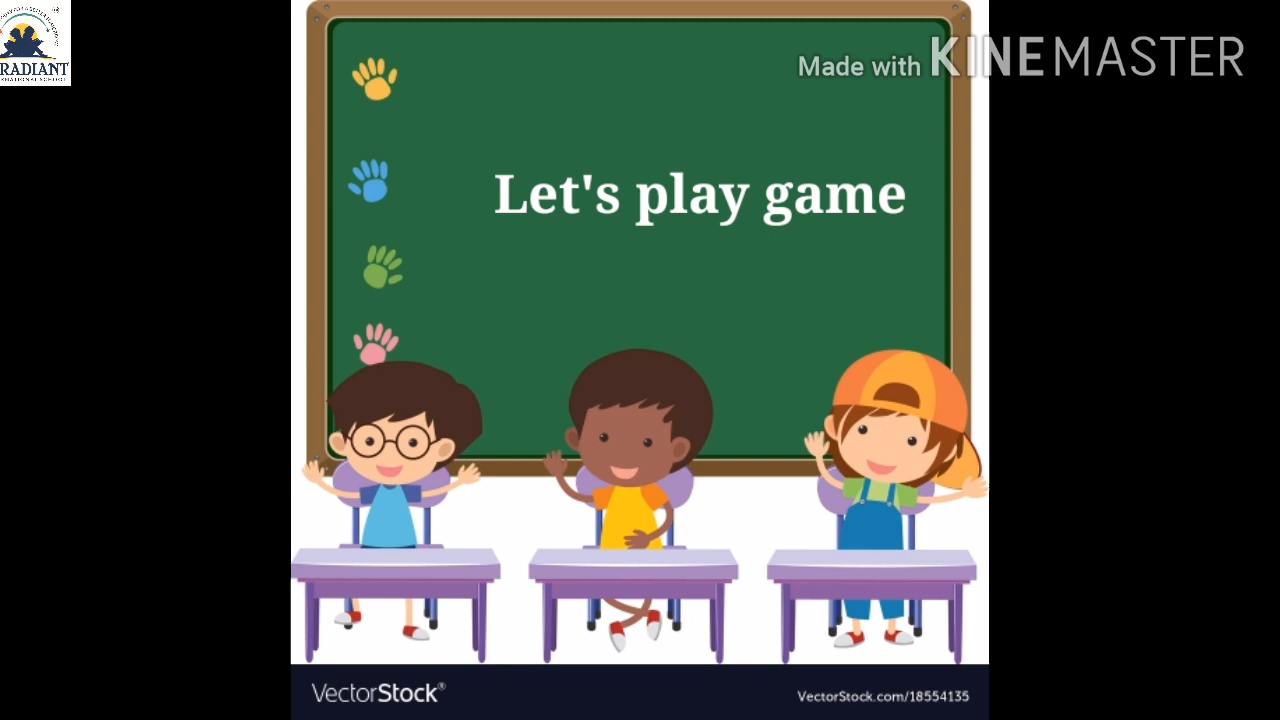 RADIANT
Made with KINEMASTER
Let's play game
VectorStock®
VectorStock.com/18554135